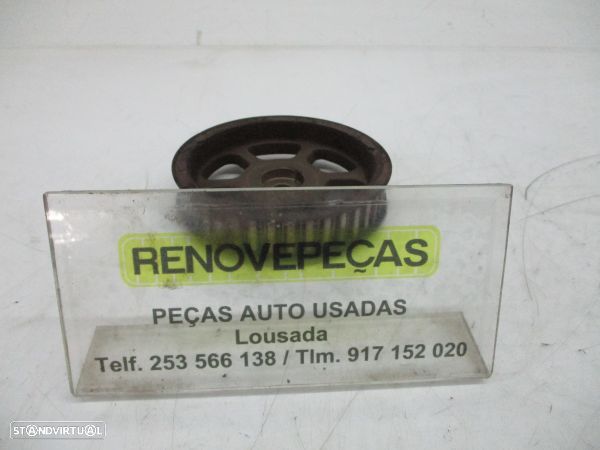 RENOVEPEÇAS
PEÇAS AUTO USADAS
Lousada
Telf. 253 566 138 / Tlm. 917 152 020
STANDVIRTUAL